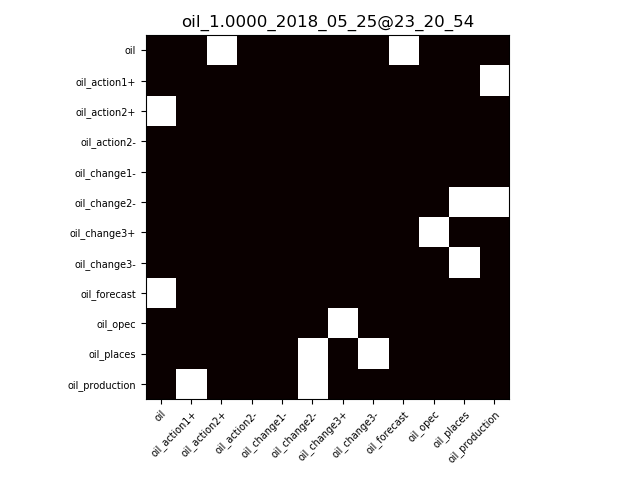 oil_1.0000_2018_05_25@23_20_54
oil
oil_action1+
oil_action2+
oil_action2-
oil_change1-
oil_change2-
oil_change3+
oil_change3-
oil_forecast
oil_opec
oil_places
oil_production
oil
oil_action1+
oil_action2+
oil_action2-
oil_change1-
oil_change2-
oil_change3+
oil_change3-
oil_forecast
oil_opec
oil_places
oil_production